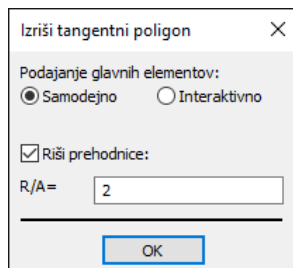 Izriši tangentni poligon
Podajanje glavnih elementov:
Samodejno Interaktivno
Riši prehodnice:
R/A= 2
OK